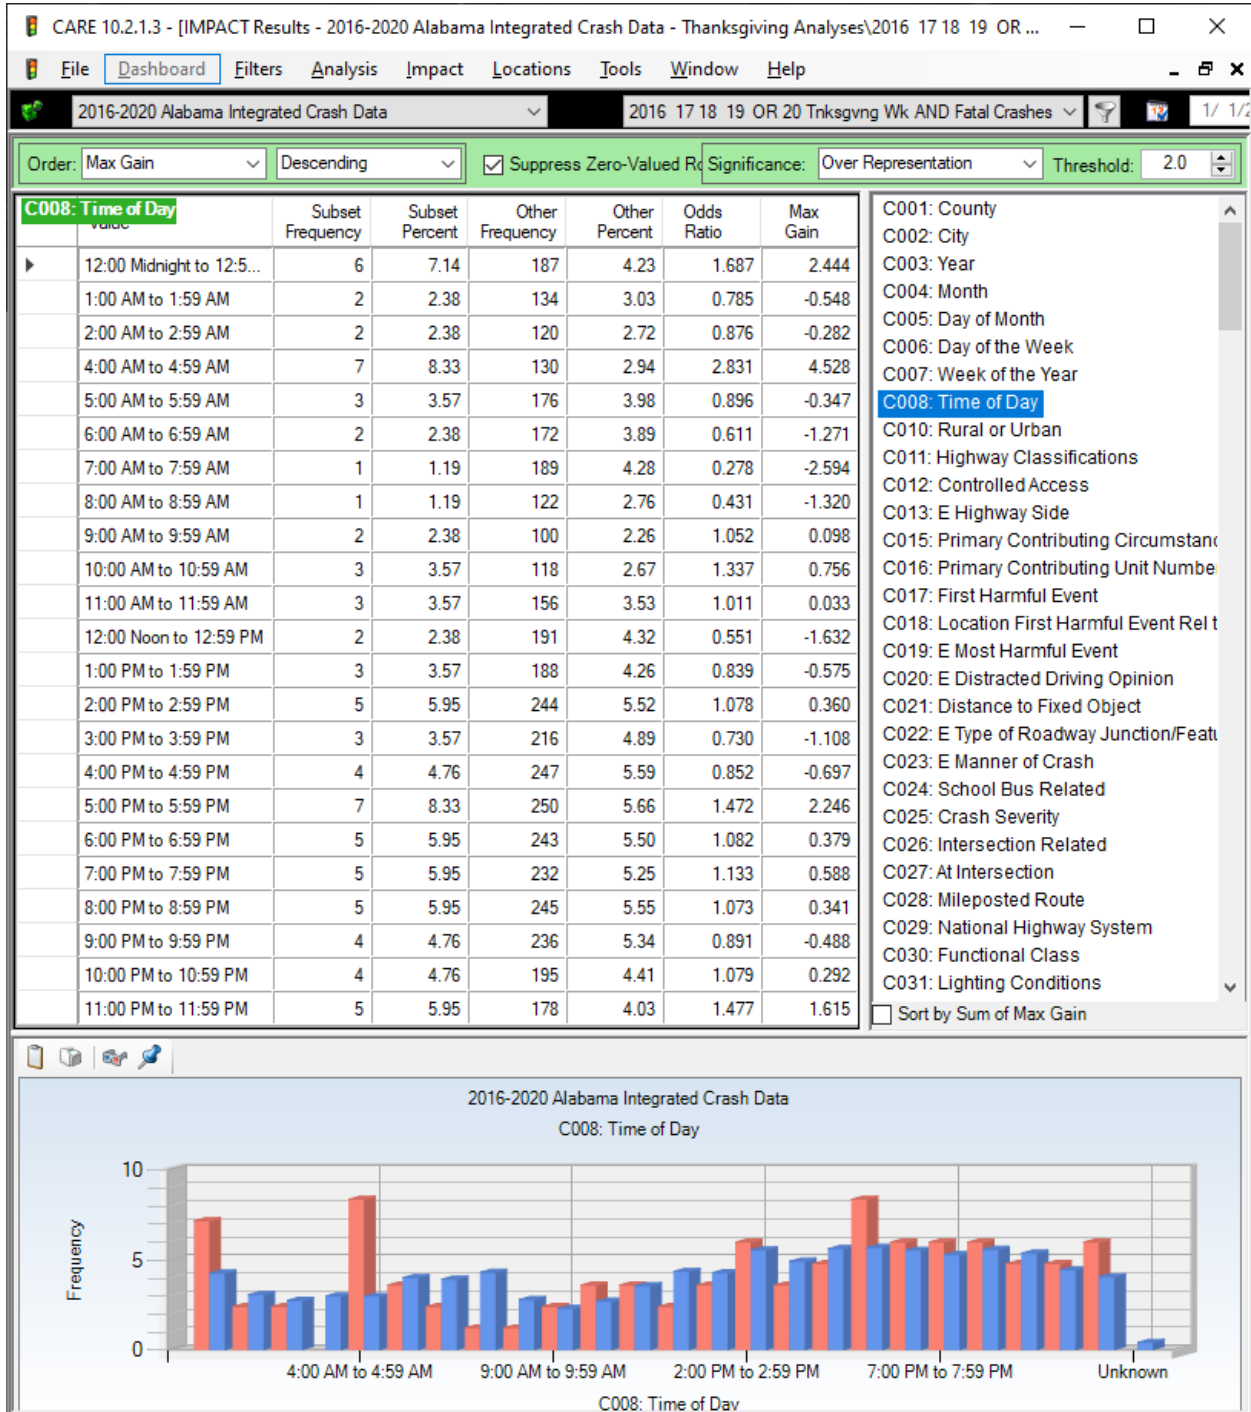 CARE 10.2.1.3 - [IMPACT Results - 2016-2020 Alabama Integrated Crash Data - Thanksgiving Analyses\2016 17 18 19 OR ...
File Dashboard Filters Analysis Impact Locations Tools Window Help
2016-2020 Alabama Integrated Crash Data 2016 17 18 19 OR 20 Tnksgvng Wk AND Fatal Crashes 1/ 1/2
Order: Max Gain Descending Suppress Zero-Valued Ro Significance: Over Representation Threshold: 2.0
C008: Time of Day
Value Subset Frequency Subset Percent Other Frequency Other Percent Odds Ratio Max Gain
12:00 Midnight to 12:5... 6 7.14 187 4.23 1.687 2.444
1:00 AM to 1:59 AM 2 2.38 134 3.03 0.785 -0.548
2:00 AM to 2:59 AM 2 2.38 120 2.72 0.876 -0.282
4:00 AM to 4:59 AM 7 8.33 130 2.94 2.831 4.528
5:00 AM to 5:59 AM 3 3.57 176 3.98 0.896 -0.347
6:00 AM to 6:59 AM 2 2.38 172 3.89 0.611 -1.271
7:00 AM to 7:59 AM 1 1.19 189 4.28 0.278 -2.594
8:00 AM to 8:59 AM 1 1.19 122 2.76 0.431 -1.320
9:00 AM to 9:59 AM 2 2.38 100 2.26 1.052 0.098
10:00 AM to 10:59 AM 3 3.57 118 2.67 1.337 0.756
11:00 AM to 11:59 AM 3 3.57 156 3.53 1.011 0.033
12:00 Noon to 12:59 PM 2 2.38 191 4.32 0.551 -1.632
1:00 PM to 1:59 PM 3 3.57 188 4.26 0.839 -0.575
2:00 PM to 2:59 PM 5 5.95 244 5.52 1.078 0.360
3:00 PM to 3:59 PM 3 3.57 216 4.89 0.730 -1.108
4:00 PM to 4:59 PM 4 4.76 247 5.59 0.852 -0.697
5:00 PM to 5:59 PM 7 8.33 250 5.66 1.472 2.246
6:00 PM to 6:59 PM 5 5.95 243 5.50 1.082 0.379
7:00 PM to 7:59 PM 5 5.95 232 5.25 1.133 0.588
8:00 PM to 8:59 PM 5 5.95 245 5.55 1.073 0.341
9:00 PM to 9:59 PM 4 4.76 236 5.34 0.891 -0.488
10:00 PM to 10:59 PM 4 4.76 195 4.41 1.079 0.292
11:00 PM to 11:59 PM 5 5.95 178 4.03 1.477 1.615
C001: County
C002: City
C003: Year
C004: Month
C005: Day of Month
C006: Day of the Week
C007: Week of the Year
C008: Time of Day
C010: Rural or Urban
C011: Highway Classifications
C012: Controlled Access
C013: E Highway Side
C015: Primary Contributing Circumstanc
C016: Primary Contributing Unit Number
C017: First Harmful Event
C018: Location First Harmful Event Rel t
C019: E Most Harmful Event
C020: E Distracted Driving Opinion
C021: Distance to Fixed Object
C022: E Type of Roadway Junction/Featu
C023: E Manner of Crash
C024: School Bus Related
C025: Crash Severity
C026: Intersection Related
C027: At Intersection
C028: Mileposted Route
C029: National Highway System
C030: Functional Class
C031: Lighting Conditions
Sort by Sum of Max Gain
2016-2020 Alabama Integrated Crash Data
C008: Time of Day
10
5
0
Frequency
4:00 AM to 4:59 AM 9:00 AM to 9:59 AM 2:00 PM to 2:59 PM 7:00 PM to 7:59 PM Unknown
C008: Time of Day